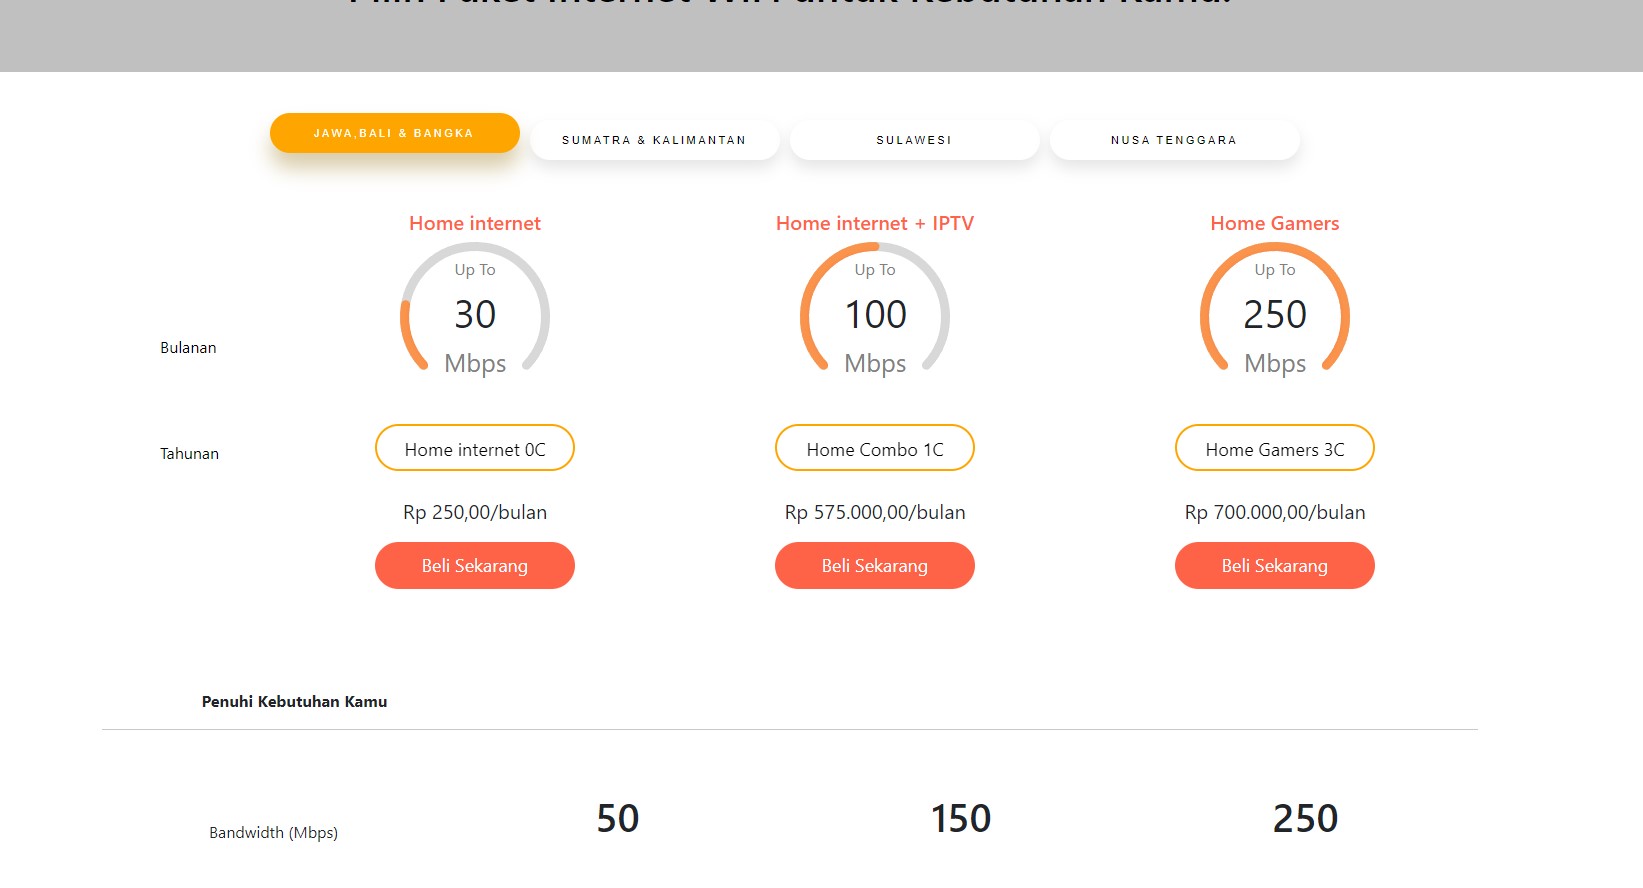 JAWA,BALI & BANGKA
SUMATRA & KALIMANTAN
SULAWESI
NUSA TENGGARA
Home internet
Home internet + IPTV
Home Gamers
Up To
Up To
Up To
30
100
250
Bulanan
Mbps
Mbps
Mbps
Tahunan
Home internet 0C
Home Combo 1C
Home Gamers 3C
Rp 250,00/bulan
Rp 575.000,00/bulan
Rp 700.000,00/bulan
Beli Sekarang
Beli Sekarang
Beli Sekarang
Penuhi Kebutuhan Kamu
Bandwidth (Mbps)
50
150
250